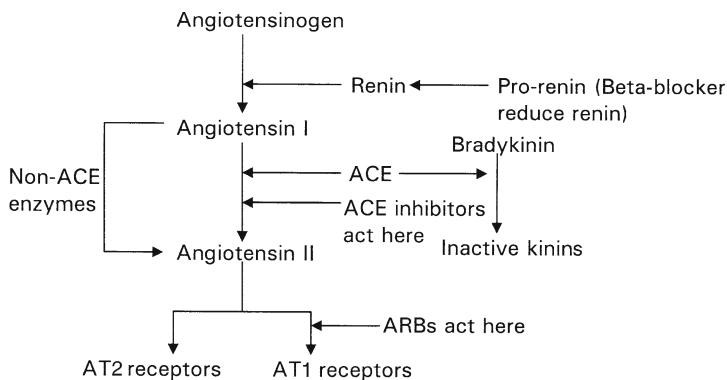 Angiotensinogen
Renin
Pro-renin (Beta-blocker
reduce renin)
Angiotensin I
Bradykinin
Non-ACE
enzymes
ACE
ACE inhibitors
act here
Angiotensin II
Inactive kinins
ARBs act here
AT2 receptors
AT1 receptors